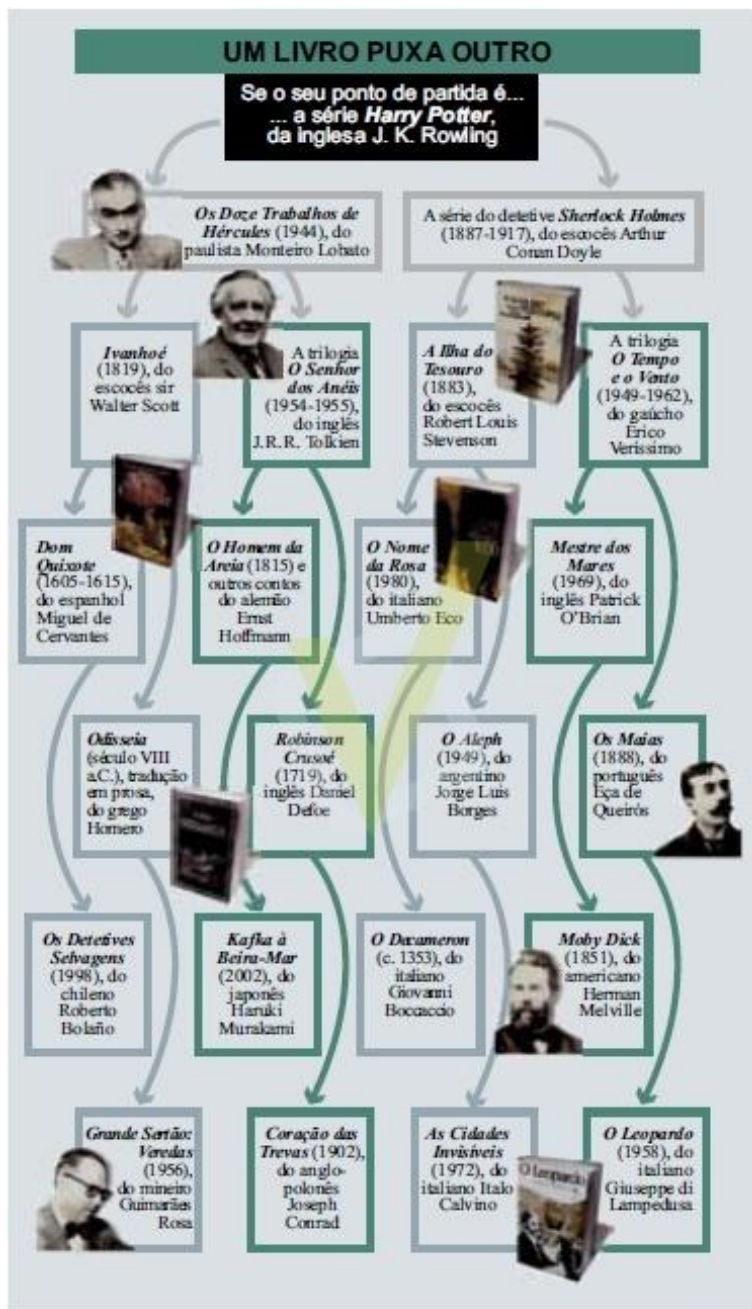 UM LIVRO PUXA OUTRO
Se o seu ponto de partida é...
... a série Harry Potter,
da inglesa J. K. Rowling
Os Doze Trabalhos de
Hércules (1944), do
paulista Monteiro Lobato
A série do detetive Sherlock Holmes
(1887-1917), do escocês Arthur
Conan Doyle
Ivanhoé
(1819), do
escocês sir
Walter Scott
A trilogia
O Senhor
dos Anéis
(1954-1955),
do inglês
J.R.R. Tolkien
A Ilha do
Tesouro
(1883),
do escocês
Robert Louis
Stevenson
A trilogia
O Tempo
e o Vento
(1949-1962),
do gaúcho
Erico
Verissimo
Dom
Quixote
(1605-1615),
do espanhol
Miguel de
Cervantes
O Homem da
Areia (1815) e
outros contos
do alemão
Ernst
Hoffmann
O Nome
da Rosa
(1980),
do italiano
Umberto Eco
Mestre dos
Mares
(1969), do
inglês Patrick
O'Brian
Odisseia
(século VIII
a.C.), tradução
em prosa,
do grego
Homero
Robinson
Crusoé
(1719), do
inglês Daniel
Defoe
O Aleph
(1949), do
argentino
Jorge Luis
Borges
Os Maias
(1888), do
português
Eça de
Queirós
Os Detetives
Selvagens
(1998), do
chileno
Roberto
Bolaño
Kafka à
Beira-Mar
(2002), do
japonês
Haruki
Murakami
O Dacameron
(c. 1353), do
italiano
Giovanni
Boccaccio
Moby Dick
(1851), do
americano
Herman
Melville
Grande Sertão:
Veredas
(1956),
do mineiro
Guimarães
Rosa
Coração das
Trevas (1902),
do anglo-
polonês
Joseph
Conrad
As Cidades
Invisíveis
(1972), do
italiano Italo
Calvino
O Leopardo
(1958), do
italiano
Giuseppe di
Lampedusa
O Leopardo